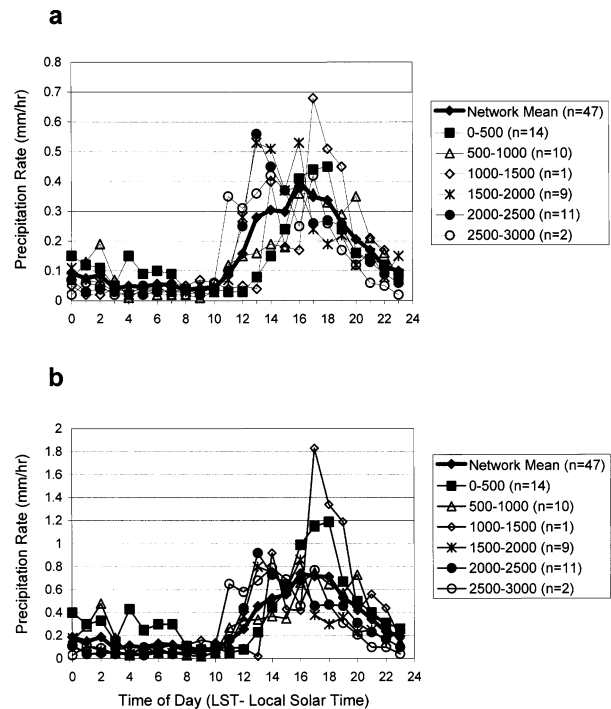 a
Precipitation Rate (mm/hr)
0.8
0.7
0.6
0.5
0.4
0.3
0.2
0.1
0
0 2 4 6 8 10 12 14 16 18 20 22 24
Network Mean (n=47)
0-500 (n=14)
500-1000 (n=10)
1000-1500 (n=1)
1500-2000 (n=9)
2000-2500 (n=11)
2500-3000 (n=2)
b
Precipitation Rate (mm/hr)
2
1.8
1.6
1.4
1.2
1
0.8
0.6
0.4
0.2
0
0 2 4 6 8 10 12 14 16 18 20 22 24
Time of Day (LST- Local Solar Time)
Network Mean (n=47)
0-500 (n=14)
500-1000 (n=10)
1000-1500 (n=1)
1500-2000 (n=9)
2000-2500 (n=11)
2500-3000 (n=2)